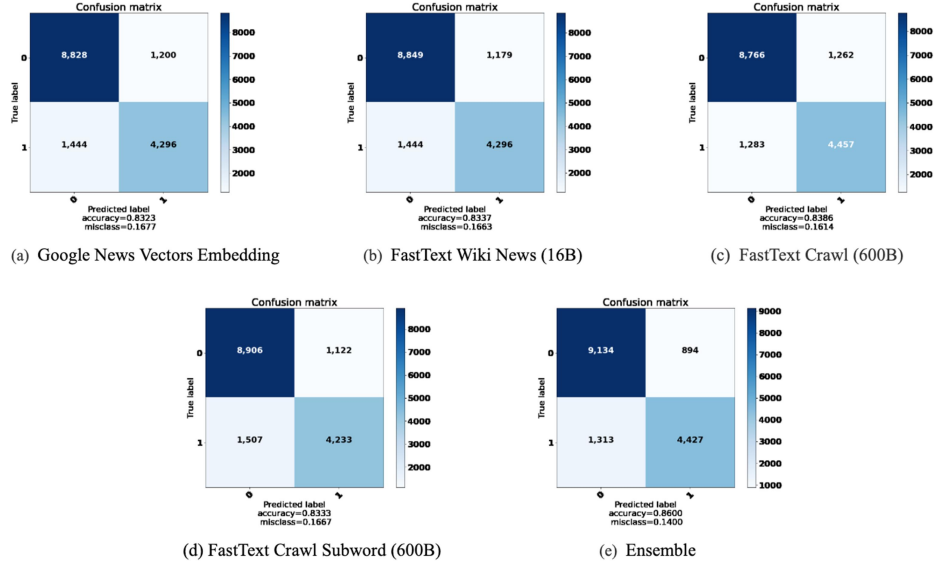 Confusion matrix
0
8,828
1,200
8000
7000
6000
5000
4000
3000
2000
True label
1
1,444
4,296
0
1
Predicted label
accuracy=0.8323
misclass=0.1677
(a) Google News Vectors Embedding
Confusion matrix
0
8,849
1,179
8000
7000
6000
5000
4000
3000
2000
True label
1
1,444
4,296
0
1
Predicted label
accuracy=0.8337
misclass=0.1663
(b) FastText Wiki News (16B)
Confusion matrix
0
8,766
1,262
8000
7000
6000
5000
4000
3000
2000
True label
1
1,283
4,457
0
1
Predicted label
accuracy=0.8386
misclass=0.1614
(c) FastText Crawl (600B)
Confusion matrix
0
8,906
1,122
8000
7000
6000
5000
4000
3000
2000
True label
1
1,507
4,233
0
1
Predicted label
accuracy=0.8333
misclass=0.1667
(d) FastText Crawl Subword (600B)
Confusion matrix
0
9,134
894
9000
8000
7000
6000
5000
4000
3000
2000
1000
True label
1
1,313
4,427
0
1
Predicted label
accuracy=0.8600
misclass=0.1400
(e) Ensemble